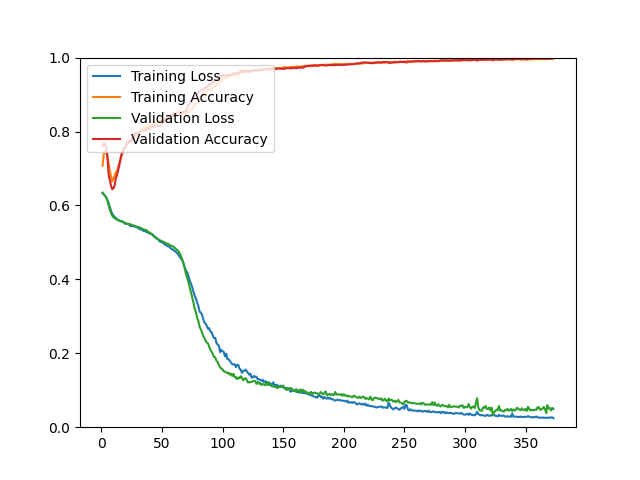 1.0
0.8
0.6
0.4
0.2
0.0
Training Loss
Training Accuracy
Validation Loss
Validation Accuracy
0 50 100 150 200 250 300 350